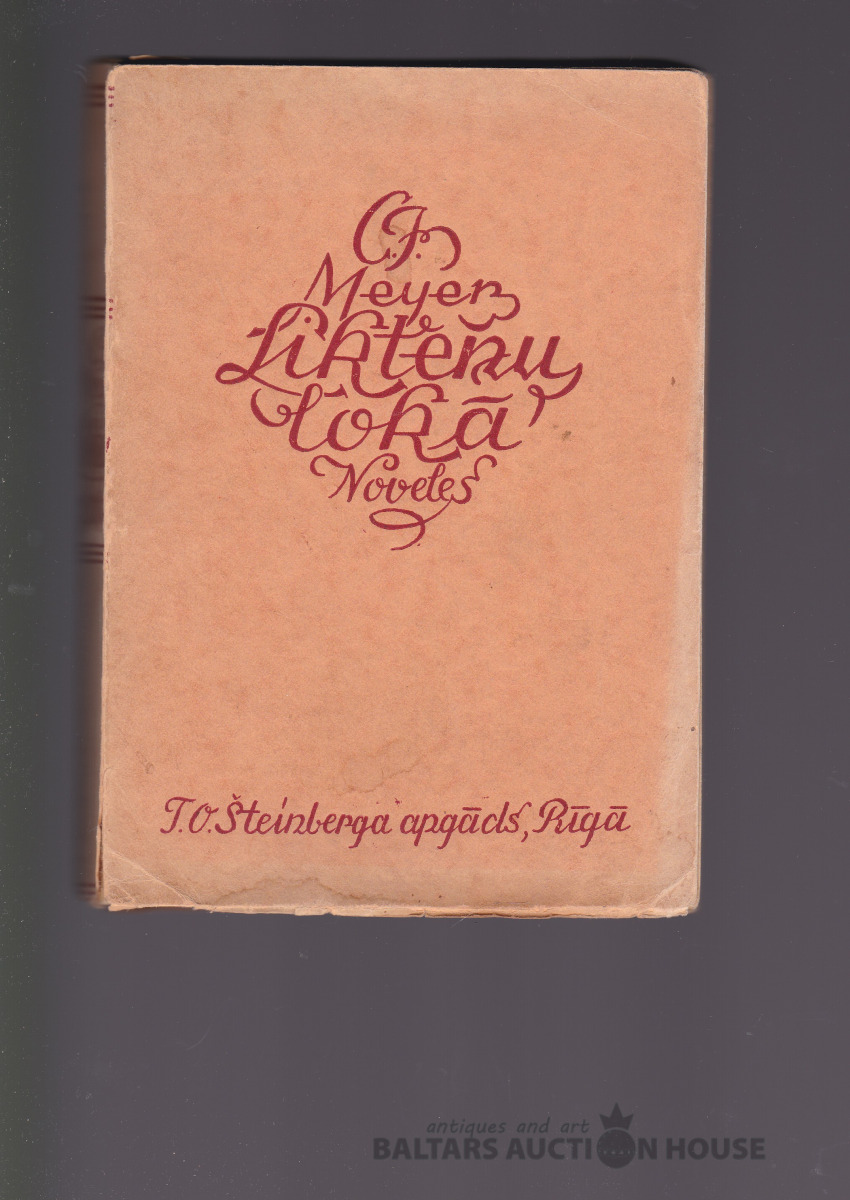 C.F.
Meyer
Likteņu
lokā
Noveles
T.O.Šteinberga apgāds, Rīgā
antiques and art
BALTARS AUCTION HOUSE